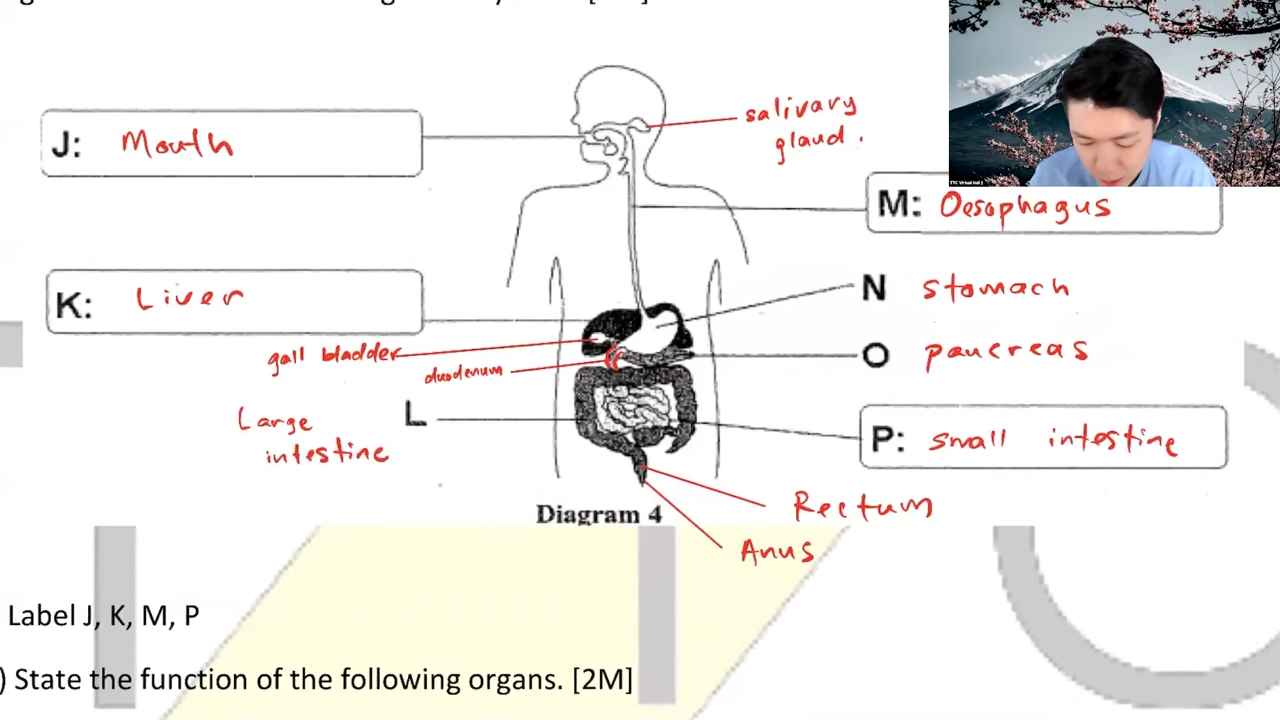 J: Mouth
salivary
gland.
M: Oesophagus
K: Liver
N stomach
gall bladder
O pancreas
duodenum
L
Large
intestine
P: small intestine
Rectum
Diagram 4
Anus
Label J, K, M, P
) State the function of the following organs. [2M]